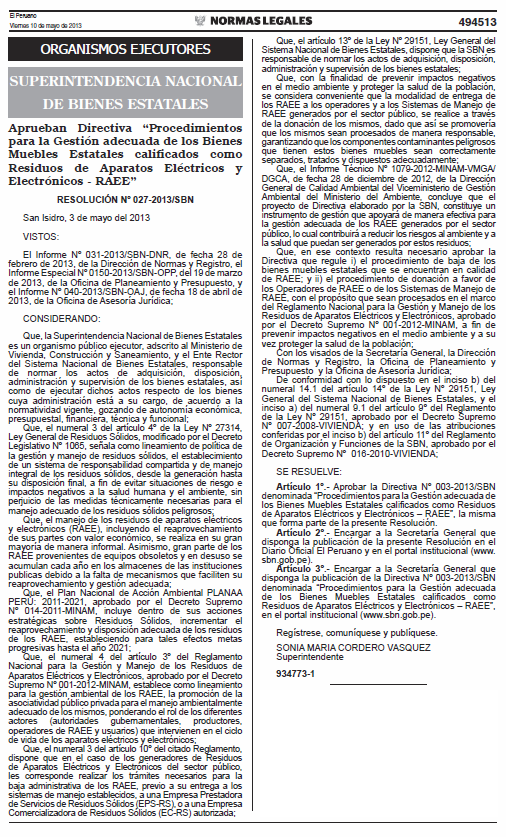 El Peruano
Viernes 10 de mayo de 2013
NORMAS LEGALES
494513
ORGANISMOS EJECUTORES
SUPERINTENDENCIA NACIONAL
DE BIENES ESTATALES
Aprueban Directiva “Procedimientos
para la Gestión adecuada de los Bienes
Muebles Estatales calificados como
Residuos de Aparatos Eléctricos y
Electrónicos - RAEE”
RESOLUCIÓN Nº 027-2013/SBN
San Isidro, 3 de mayo del 2013
VISTOS:
El Informe N° 031-2013/SBN-DNR, de fecha 28 de
febrero de 2013, de la Dirección de Normas y Registro, el
Informe Especial N°0150-2013/SBN-OPP, del 19 de marzo
de 2013, de la Oficina de Planeamiento y Presupuesto, y
el Informe N° 040-2013/SBN-OAJ, de fecha 18 de abril
de 2013, de la Oficina de Asesoría Jurídica;
CONSIDERANDO:
Que, la Superintendencia Nacional de Bienes Estatales
es un organismo público ejecutor, adscrito al Ministerio de
Vivienda, Construcción y Saneamiento, y el Ente Rector
del Sistema Nacional de Bienes Estatales, responsable
de normar los actos de adquisición, disposición,
administración y supervisión de los bienes estatales, así
como de ejecutar dichos actos respecto de los bienes
cuya administración está a su cargo, de acuerdo a la
normatividad vigente, gozando de autonomía económica,
presupuestal, financiera, técnica y funcional;
Que, el numeral 3 del artículo 4º de la Ley Nº 27314,
Ley General de Residuos Sólidos, modificado por el Decreto
Legislativo N° 1065, señala como lineamiento de política de
la gestión y manejo de residuos sólidos, el establecimiento
de un sistema de responsabilidad compartida y de manejo
integral de los residuos sólidos, desde la generación hasta
su disposición final, a fin de evitar situaciones de riesgo e
impactos negativos a la salud humana y el ambiente, sin
perjuicio de las medidas técnicamente necesarias para el
manejo adecuado de los residuos sólidos peligrosos;
Que, el manejo de los residuos de aparatos eléctricos
y electrónicos (RAEE), incluyendo el reaprovechamiento
de sus partes con valor económico, se realiza en su gran
mayoría de manera informal. Asimismo, gran parte de los
RAEE provenientes de equipos obsoletos y en desuso se
acumulan cada año en los almacenes de las instituciones
publicas debido a la falta de mecanismos que faciliten su
reaprovechamiento y gestión adecuada;
Que, el Plan Nacional de Acción Ambiental PLANAA
PERÚ: 2011-2021, aprobado por el Decreto Supremo
Nº 014-2011-MINAM, incluye dentro de sus acciones
estratégicas sobre Residuos Sólidos, incrementar el
reaprovechamiento y disposición adecuada de los residuos
de los RAEE, estableciendo para tales efectos metas
progresivas hasta el año 2021;
Que, el numeral 4 del artículo 3º del Reglamento
Nacional para la Gestión y Manejo de los Residuos de
Aparatos Eléctricos y Electrónicos, aprobado por el Decreto
Supremo Nº 001-2012-MINAM, establece como lineamiento
para la gestión ambiental de los RAEE, la promoción de la
asociatividad público privada para el manejo ambientalmente
adecuado de los mismos, ponderando el rol de los diferentes
actores (autoridades gubernamentales, productores,
operadores de RAEE y usuarios) que intervienen en el ciclo
de vida de los aparatos eléctricos y electrónicos;
Que, el numeral 3 del artículo 10º del citado Reglamento,
dispone que en el caso de los generadores de Residuos
de Aparatos Eléctricos y Electrónicos del sector público,
les corresponde realizar los trámites necesarios para la
baja administrativa de los RAEE, previo a su entrega a los
sistemas de manejo establecidos, a una Empresa Prestadora
de Servicios de Residuos Sólidos (EPS-RS), o a una Empresa
Comercializadora de Residuos Sólidos (EC-RS) autorizada;
Que, el artículo 13º de la Ley Nº 29151, Ley General del
Sistema Nacional de Bienes Estatales, dispone que la SBN es
responsable de normar los actos de adquisición, disposición,
administración y supervisión de los bienes estatales;
Que, con la finalidad de prevenir impactos negativos
en el medio ambiente y proteger la salud de la población,
se considera conveniente que la modalidad de entrega de
los RAEE a los operadores y a los Sistemas de Manejo de
RAEE generados por el sector público, se realice a través
de la donación de los mismos, dado que así se promovería
que los mismos sean procesados de manera responsable,
garantizando que los componentes contaminantes peligrosos
que tienen estos bienes muebles sean correctamente
separados, tratados y dispuestos adecuadamente;
Que, el Informe Técnico Nº 1079-2012-MINAM-VMGA/
DGCA, de fecha 28 de diciembre de 2012, de la Dirección
General de Calidad Ambiental del Viceministerio de Gestión
Ambiental del Ministerio de Ambiente, concluye que el
proyecto de Directiva elaborado por la SBN, constituye un
instrumento de gestión que apoyará de manera efectiva para
la gestión adecuada de los RAEE generados por el sector
público, lo cual contribuirá a reducir los riesgos al ambiente y a
la salud que puedan ser generados por estos residuos;
Que, en ese contexto resulta necesario aprobar la
Directiva que regule i) el procedimiento de baja de los
bienes muebles estatales que se encuentran en calidad
de RAEE; y ii) el procedimiento de donación a favor de
los Operadores de RAEE o de los Sistemas de Manejo de
RAEE, con el propósito que sean procesados en el marco
del Reglamento Nacional para la Gestión y Manejo de los
Residuos de Aparatos Eléctricos y Electrónicos, aprobado
por el Decreto Supremo N° 001-2012-MINAM, a fin de
prevenir impactos negativos en el medio ambiente y a su
vez proteger la salud de la población;
Con los visados de la Secretaría General, la Dirección
de Normas y Registro, la Oficina de Planeamiento y
Presupuesto y la Oficina de Asesoría Jurídica;
De conformidad con lo dispuesto en el inciso b) del
numeral 14.1 del artículo 14º de la Ley Nº 29151, Ley
General del Sistema Nacional de Bienes Estatales, y el
inciso a) del numeral 9.1 del artículo 9º del Reglamento
de la Ley Nº 29151, aprobado por el Decreto Supremo
Nº 007-2008-VIVIENDA; y en uso de las atribuciones
conferidas por el inciso b) del artículo 11º del Reglamento
de Organización y Funciones de la SBN, aprobado por el
Decreto Supremo Nº 016-2010-VIVIENDA;
SE RESUELVE:
Artículo 1º.- Aprobar la Directiva N° 003-2013/SBN
denominada “Procedimientos para la Gestión adecuada de
los Bienes Muebles Estatales calificados como Residuos
de Aparatos Eléctricos y Electrónicos – RAEE”, la misma
que forma parte de la presente Resolución.
Artículo 2º.- Encargar a la Secretaría General que
disponga la publicación de la presente Resolución en el
Diario Oficial El Peruano y en el portal institucional (www.
sbn.gob.pe).
Artículo 3º.- Encargar a la Secretaría General que
disponga la publicación de la Directiva N° 003-2013/SBN
denominada “Procedimientos para la Gestión adecuada
de los Bienes Muebles Estatales calificados como
Residuos de Aparatos Eléctricos y Electrónicos – RAEE”,
en el portal institucional (www.sbn.gob.pe).
Regístrese, comuníquese y publíquese.
SONIA MARIA CORDERO VASQUEZ
Superintendente
934773-1